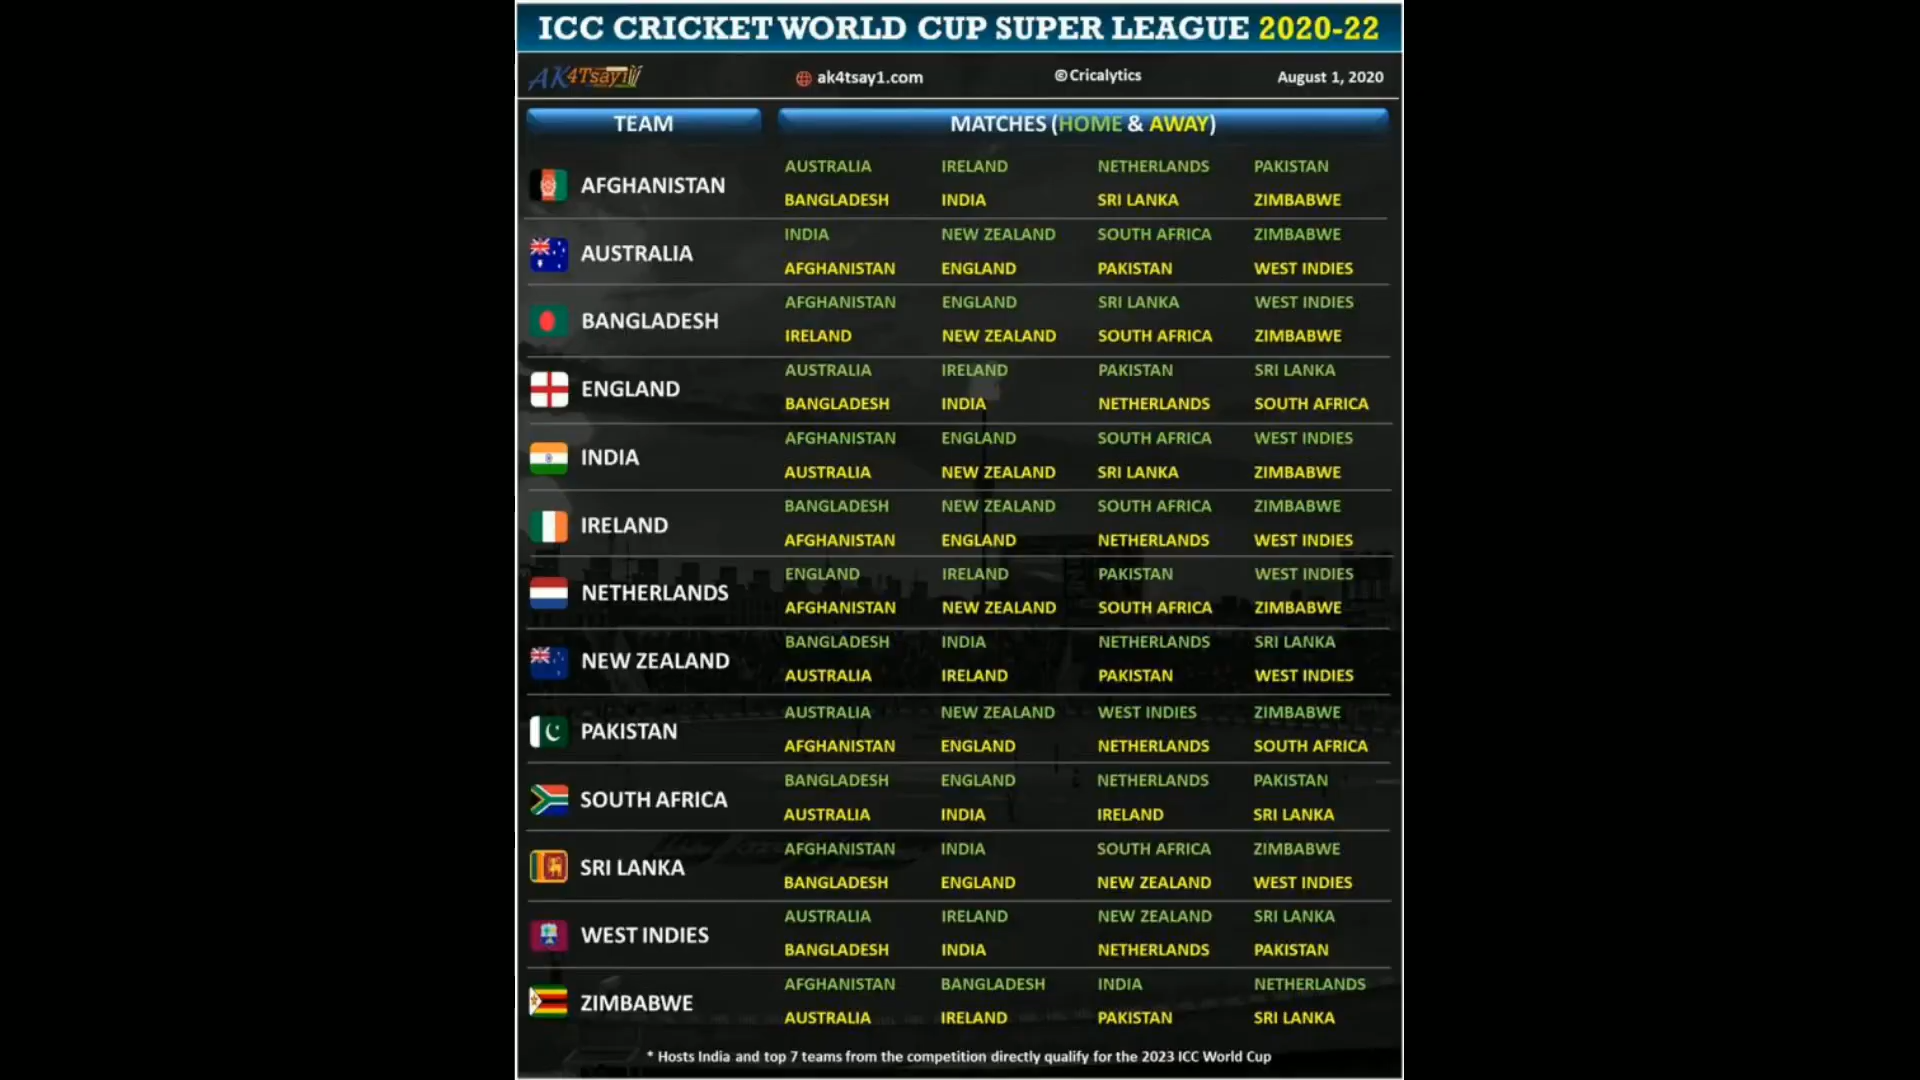 ICC CRICKET WORLD CUP SUPER LEAGUE 2020-22
AK4Tsay1 ak4tsay1.com ©Cricalytics August 1, 2020
TEAM MATCHES (HOME & AWAY)
AUSTRALIA IRELAND NETHERLANDS PAKISTAN
AFGHANISTAN
BANGLADESH INDIA SRI LANKA ZIMBABWE
INDIA NEW ZEALAND SOUTH AFRICA ZIMBABWE
AUSTRALIA
AFGHANISTAN ENGLAND PAKISTAN WEST INDIES
AFGHANISTAN ENGLAND SRI LANKA WEST INDIES
BANGLADESH
IRELAND NEW ZEALAND SOUTH AFRICA ZIMBABWE
AUSTRALIA IRELAND PAKISTAN SRI LANKA
ENGLAND
BANGLADESH INDIA NETHERLANDS SOUTH AFRICA
AFGHANISTAN ENGLAND SOUTH AFRICA WEST INDIES
INDIA
AUSTRALIA NEW ZEALAND SRI LANKA ZIMBABWE
BANGLADESH NEW ZEALAND SOUTH AFRICA ZIMBABWE
IRELAND
AFGHANISTAN ENGLAND NETHERLANDS WEST INDIES
ENGLAND IRELAND PAKISTAN WEST INDIES
NETHERLANDS
AFGHANISTAN NEW ZEALAND SOUTH AFRICA ZIMBABWE
BANGLADESH INDIA NETHERLANDS SRI LANKA
NEW ZEALAND
AUSTRALIA IRELAND PAKISTAN WEST INDIES
AUSTRALIA NEW ZEALAND WEST INDIES ZIMBABWE
PAKISTAN
AFGHANISTAN ENGLAND NETHERLANDS SOUTH AFRICA
BANGLADESH ENGLAND NETHERLANDS PAKISTAN
SOUTH AFRICA
AUSTRALIA INDIA IRELAND SRI LANKA
AFGHANISTAN INDIA SOUTH AFRICA ZIMBABWE
SRI LANKA
BANGLADESH ENGLAND NEW ZEALAND WEST INDIES
AUSTRALIA IRELAND NEW ZEALAND SRI LANKA
WEST INDIES
BANGLADESH INDIA NETHERLANDS PAKISTAN
AFGHANISTAN BANGLADESH INDIA NETHERLANDS
ZIMBABWE
AUSTRALIA IRELAND PAKISTAN SRI LANKA
* Hosts India and top 7 teams from the competition directly qualify for the 2023 ICC World Cup